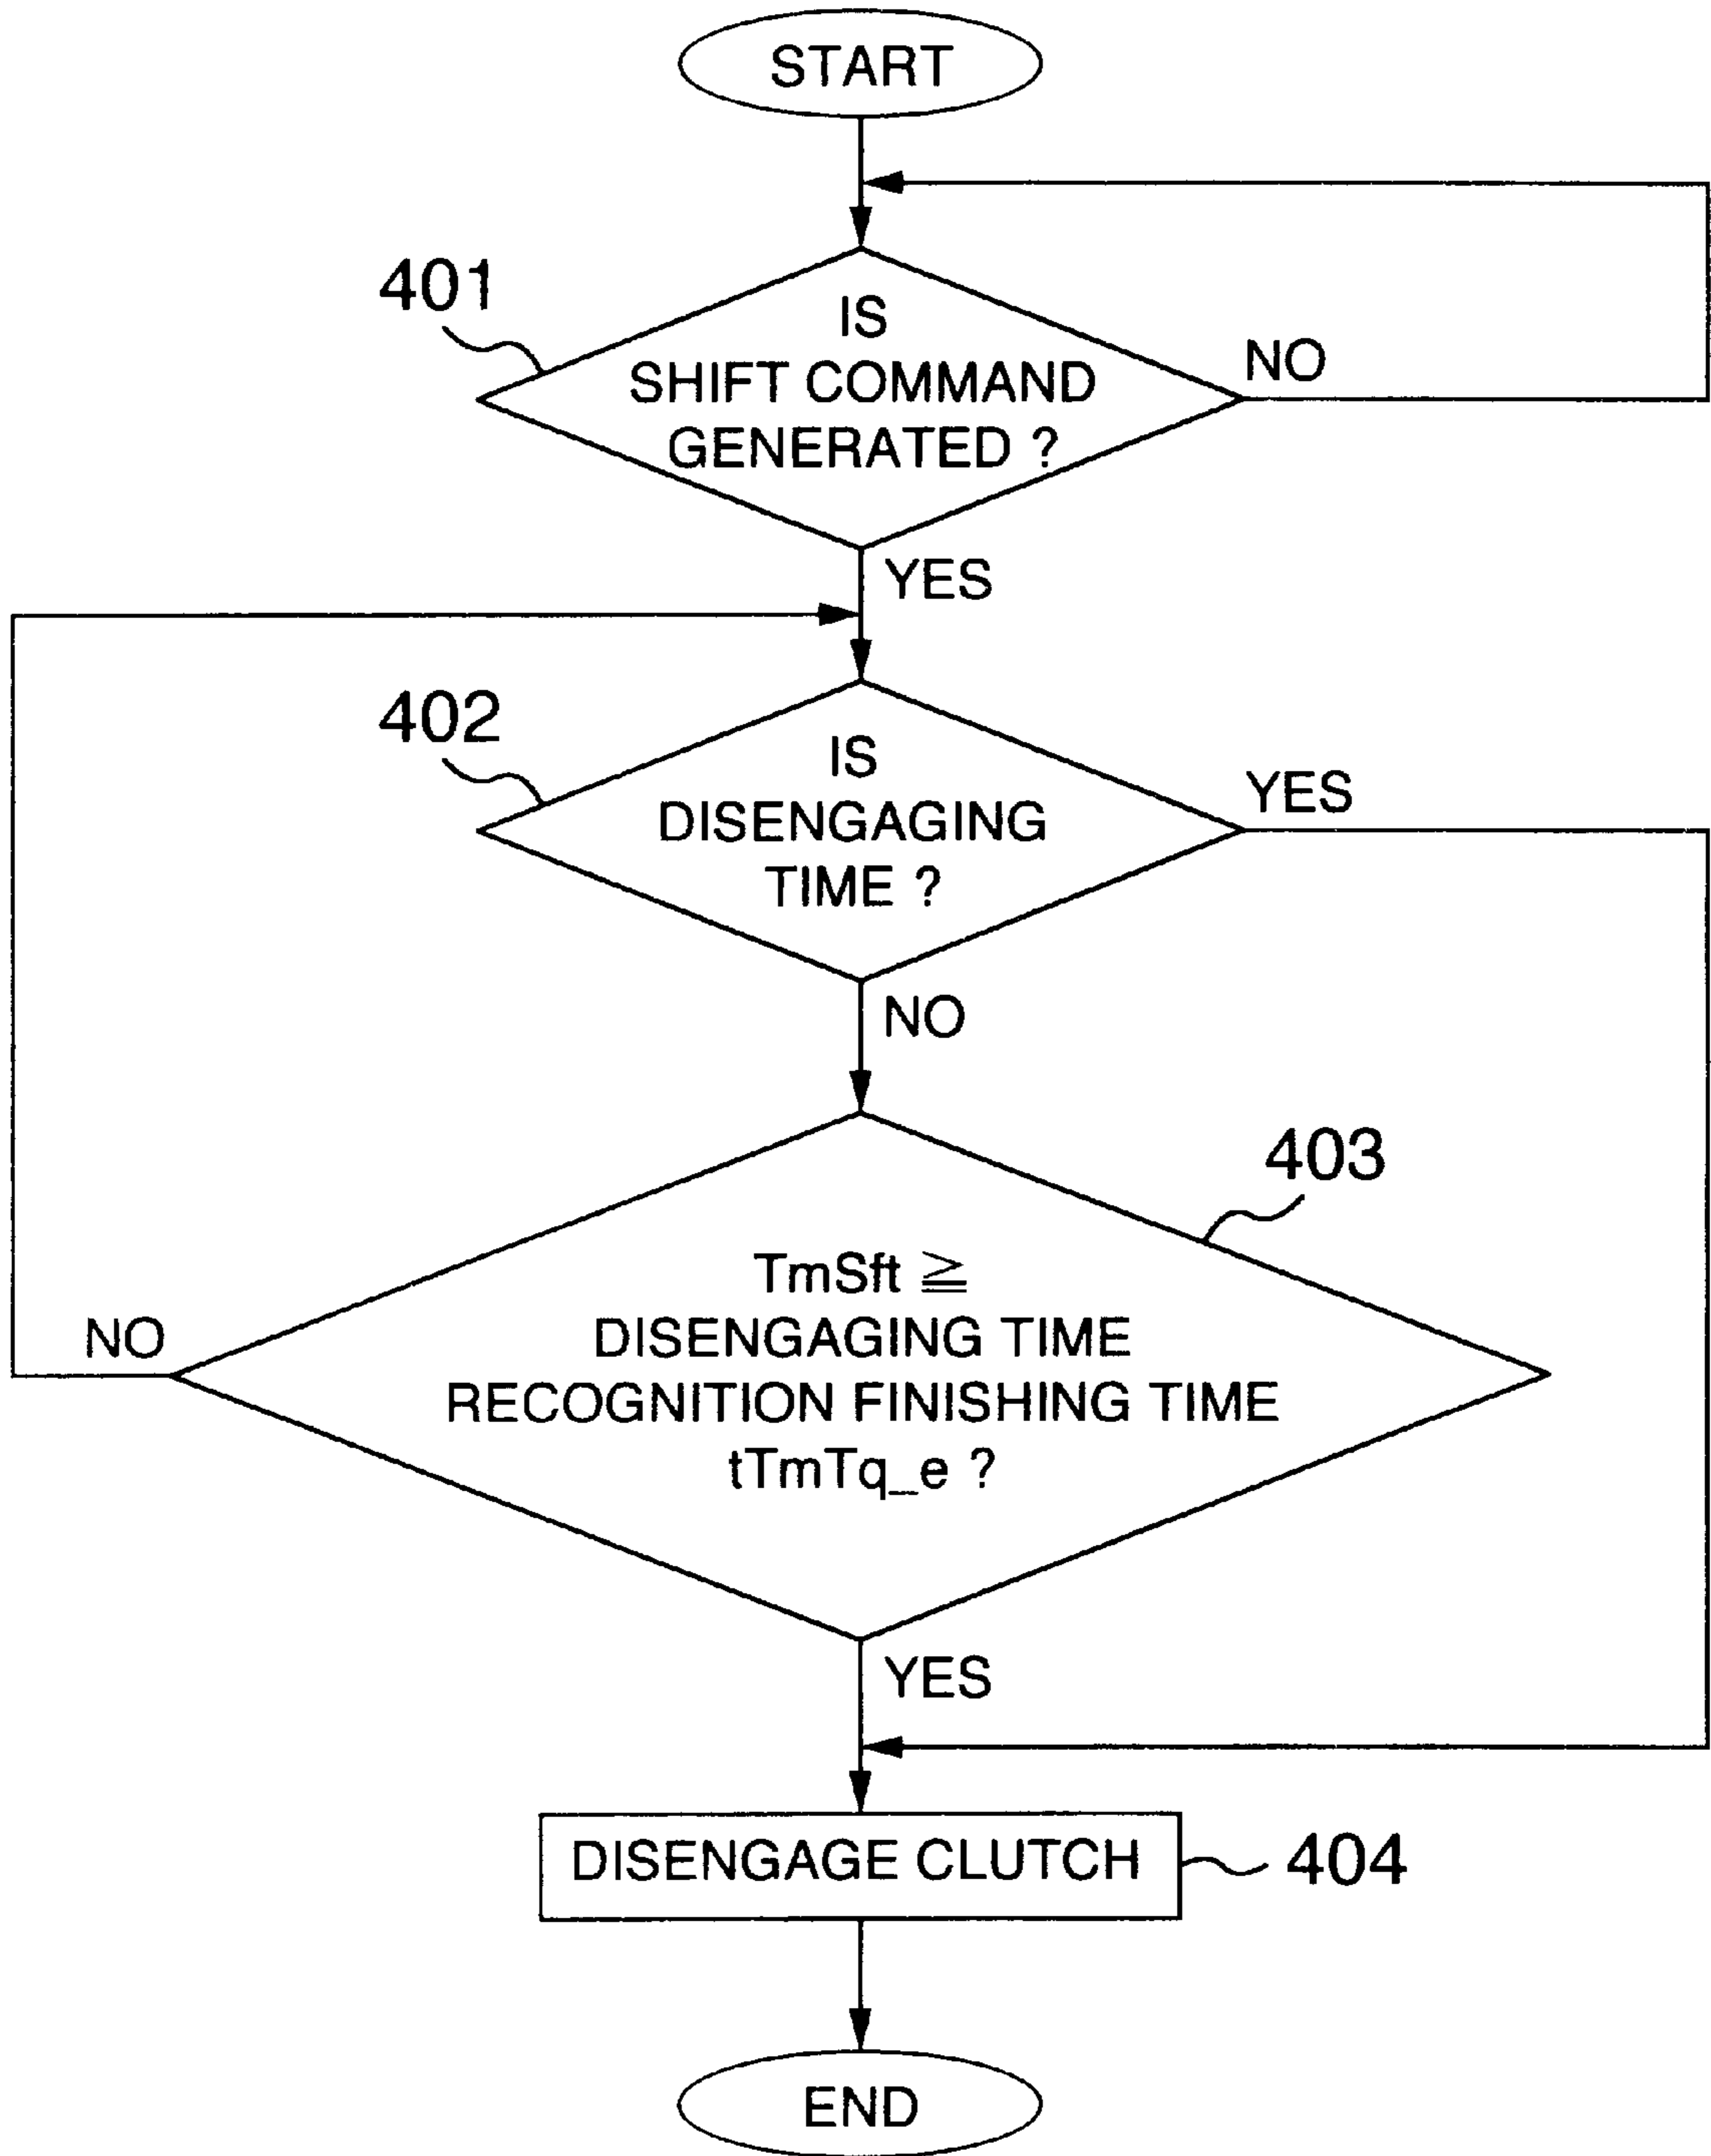 START
401
IS
SHIFT COMMAND
GENERATED ?
NO
YES
402
IS
DISENGAGING
TIME ?
YES
NO
403
TmSft ≧
DISENGAGING TIME
RECOGNITION FINISHING TIME
tTmTq_e ?
NO
YES
DISENGAGE CLUTCH
404
END